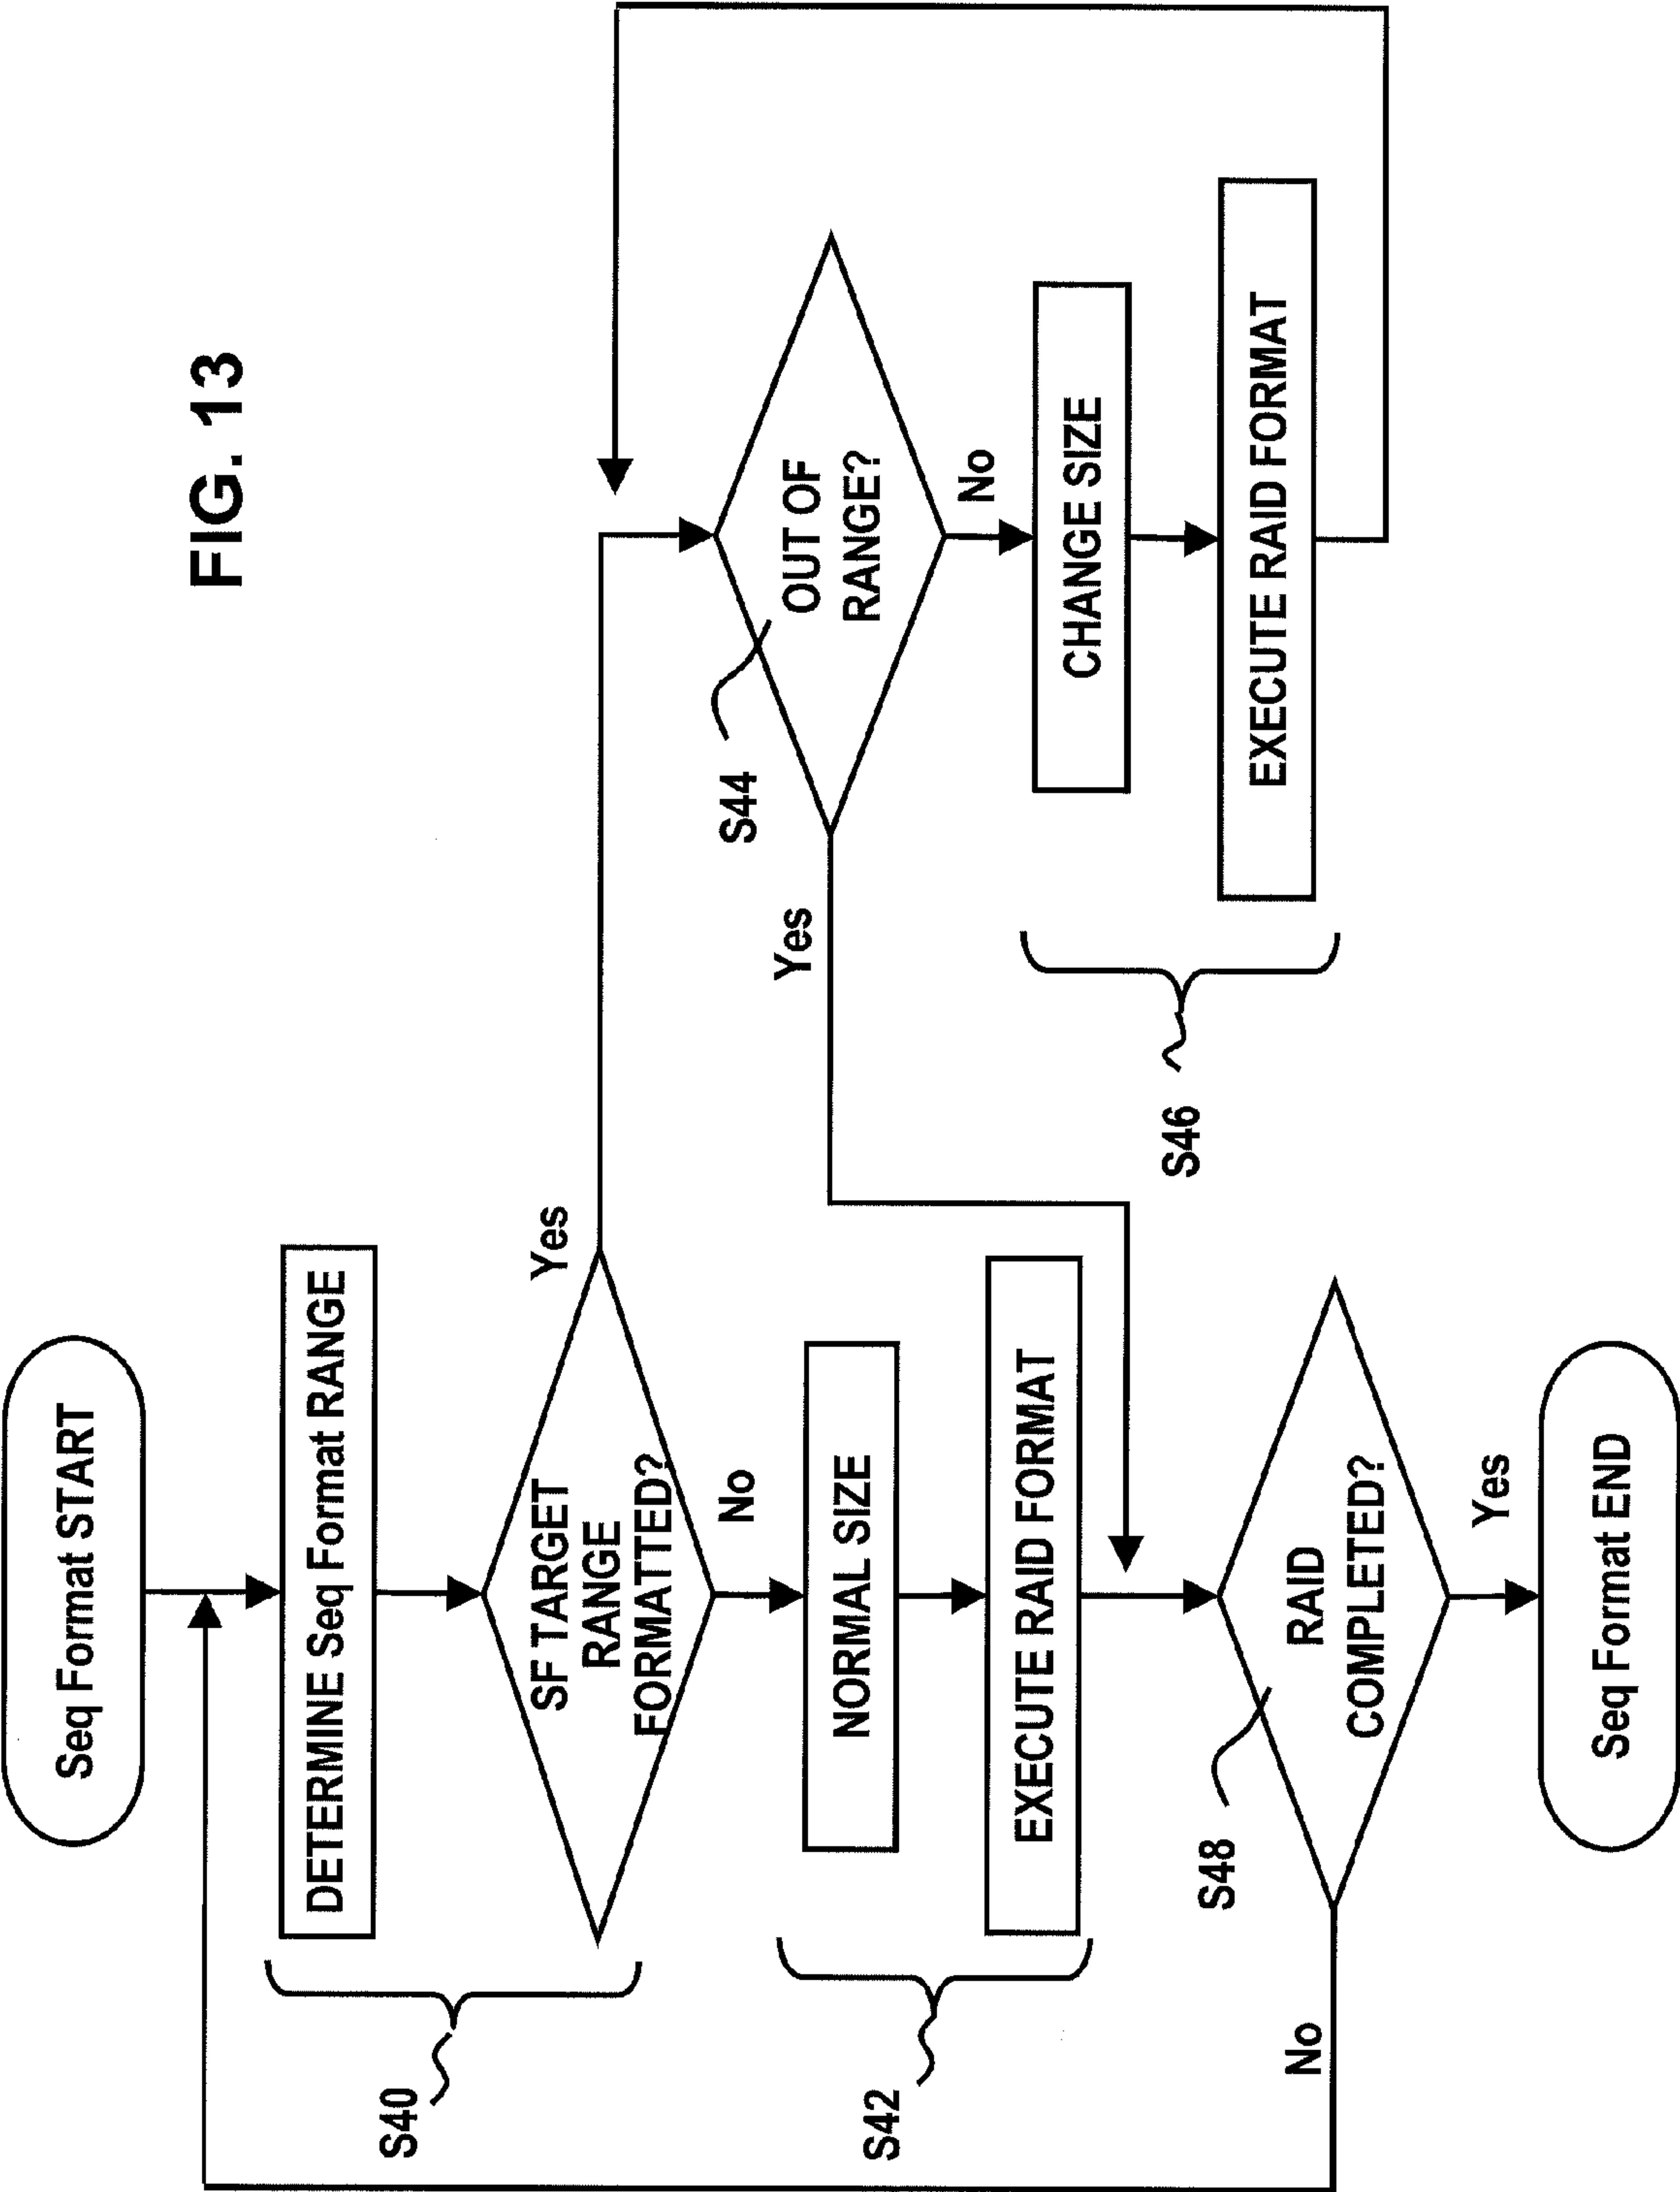 FIG. 13
Seq Format START
DETERMINE Seq Format RANGE
S40
SF TARGET
RANGE
FORMATTED?
Yes
No
NORMAL SIZE
S42
EXECUTE RAID FORMAT
S44
OUT OF
RANGE?
Yes
No
CHANGE SIZE
S46
EXECUTE RAID FORMAT
S48
RAID
COMPLETED?
No
Yes
Seq Format END